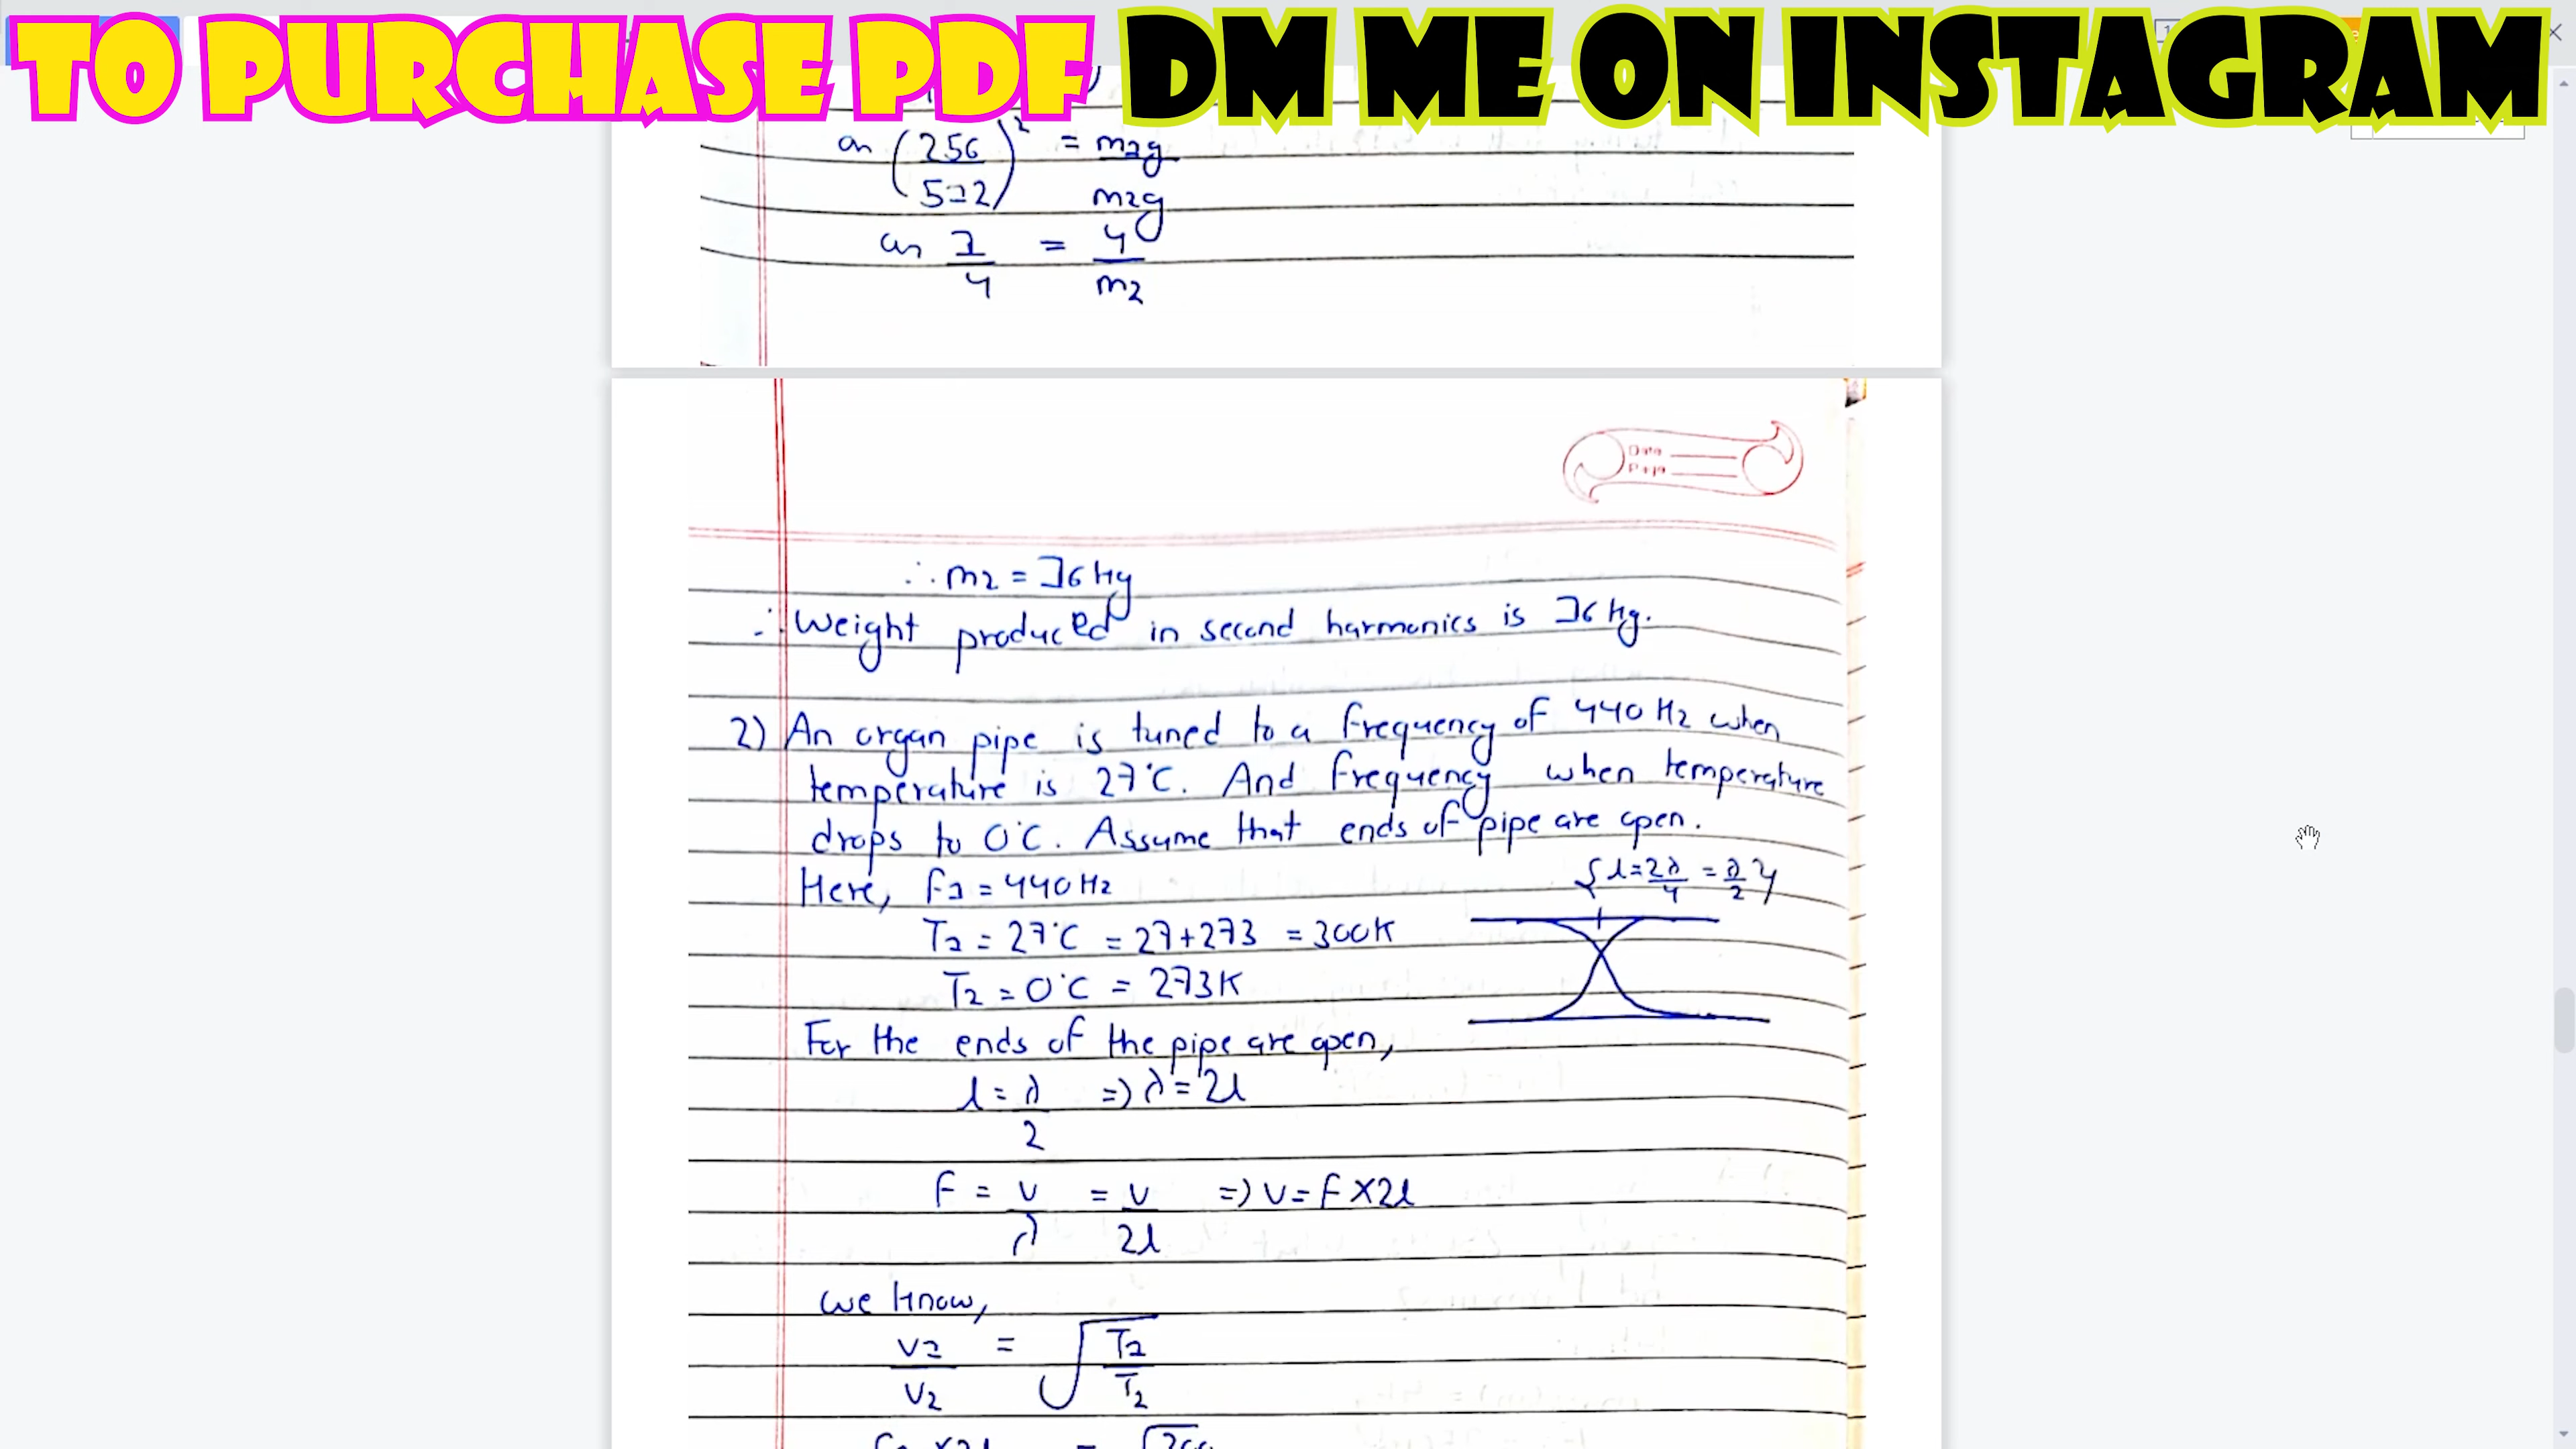 TO PURCHASE PDF DM ME ON INSTAGRAM
or (256/512)² = m1g/m2g
or 1/4 = 4/m2
Date
Page
∴ m2 = 16 kg
∴ Weight produced in second harmonics is 16 kg.
2) An organ pipe is tuned to a frequency of 440 Hz when
temperature is 27°C. And frequency when temperature
drops to 0°C. Assume that ends of pipe are open.
Here, f1 = 440 Hz
{l = 2λ/4 = λ/2}
T1 = 27°C = 27+273 = 300K
T2 = 0°C = 273K
For the ends of the pipe are open,
l = λ/2 => λ = 2l
f = v/λ = v/2l => v = f×2l
we know,
v1/v2 = √(T1/T2)